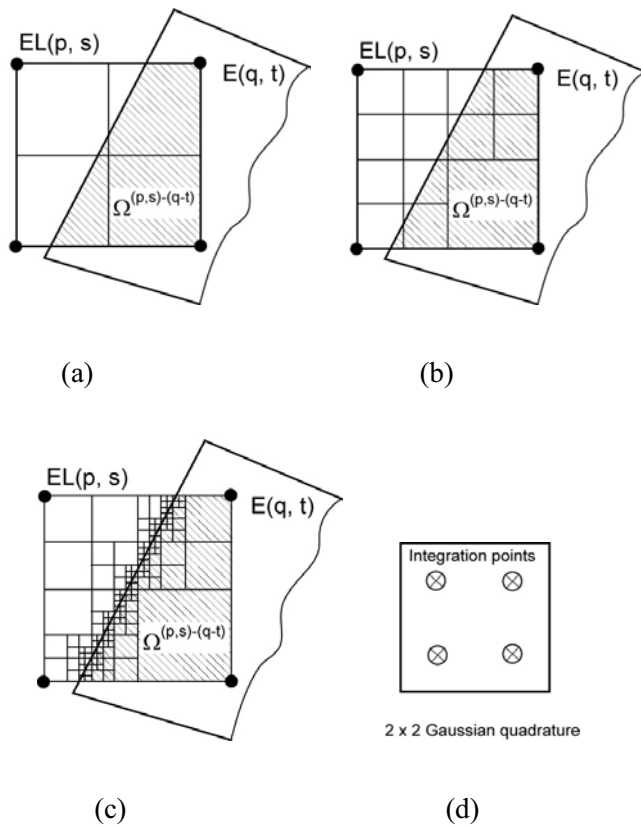 EL(p, s)
E(q, t)
Ω(p,s)-(q-t)
(a)
EL(p, s)
E(q, t)
Ω(p,s)-(q-t)
(b)
EL(p, s)
E(q, t)
Ω(p,s)-(q-t)
(c)
Integration points
2 x 2 Gaussian quadrature
(d)